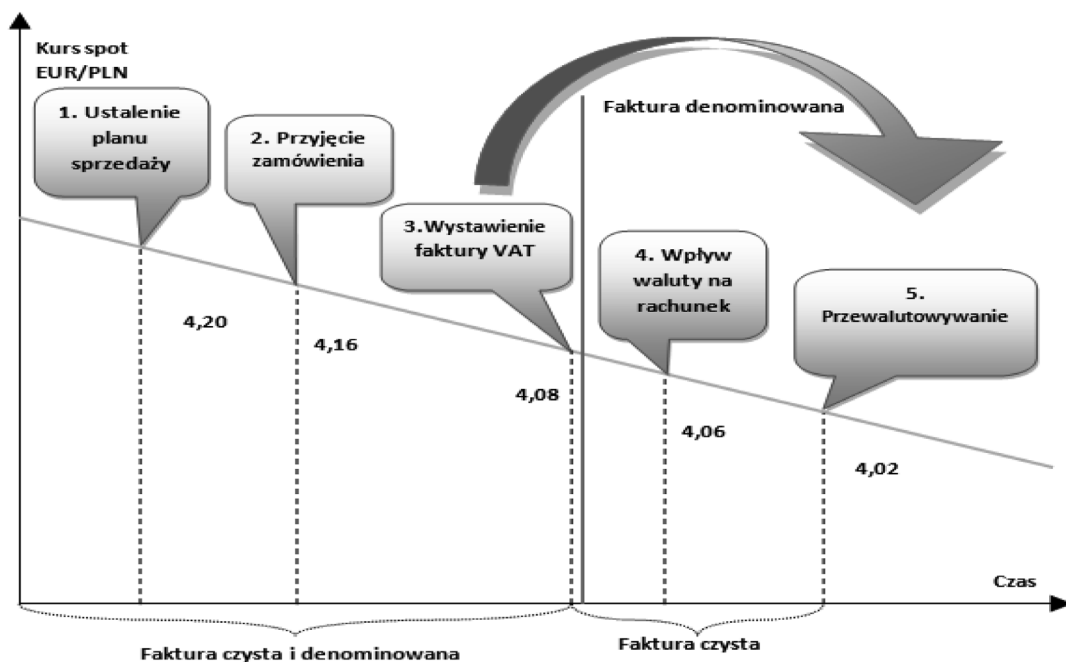 Kurs spot
EUR/PLN
1. Ustalenie
planu
sprzedaży
2. Przyjęcie
zamówienia
Faktura denominowana
3.Wystawienie
faktury VAT
4. Wpływ
waluty na
rachunek
5.
Przewalutowywanie
4,20
4,16
4,08
4,06
4,02
Czas
Faktura czysta i denominowana
Faktura czysta